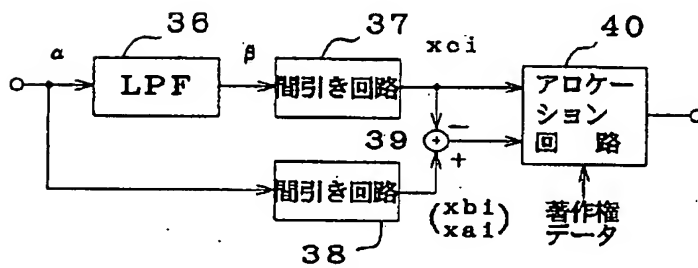 36
37
40
α
β
xci
LPF
間引き回路
アロケー
ション
回 路
39
−
+
+
間引き回路
(xbi
xai)
著作権
データ
38